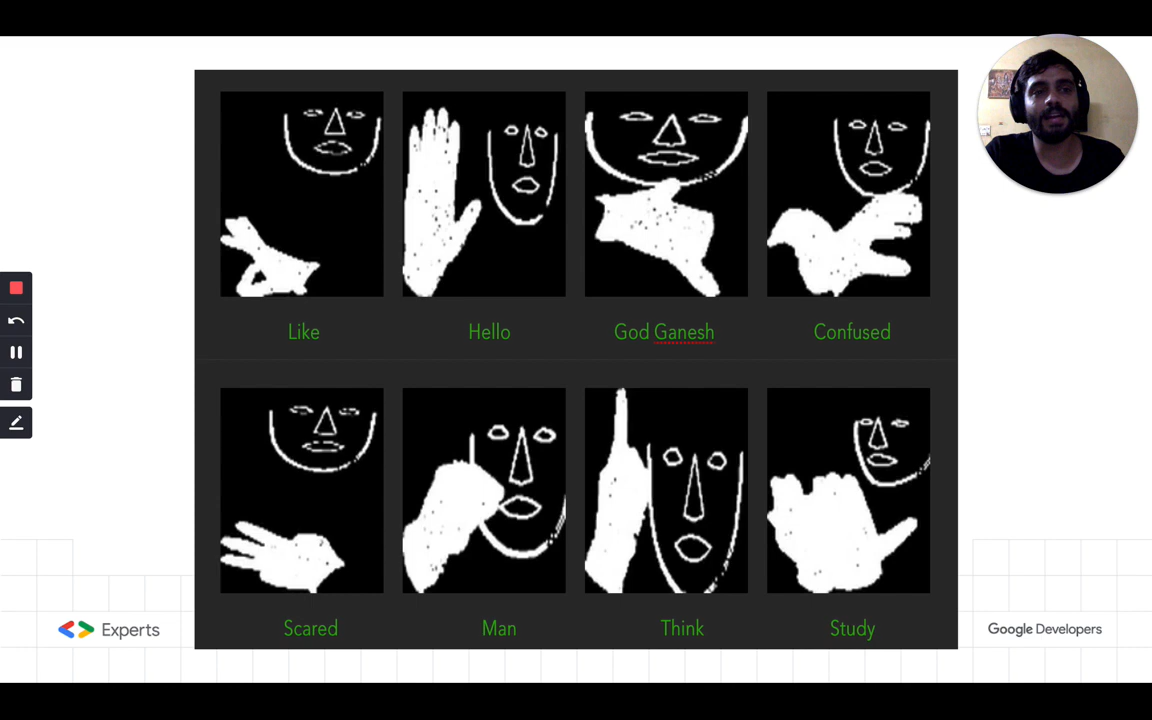 Like
Hello
God Ganesh
Confused
Scared
Man
Think
Study
Experts
Google Developers